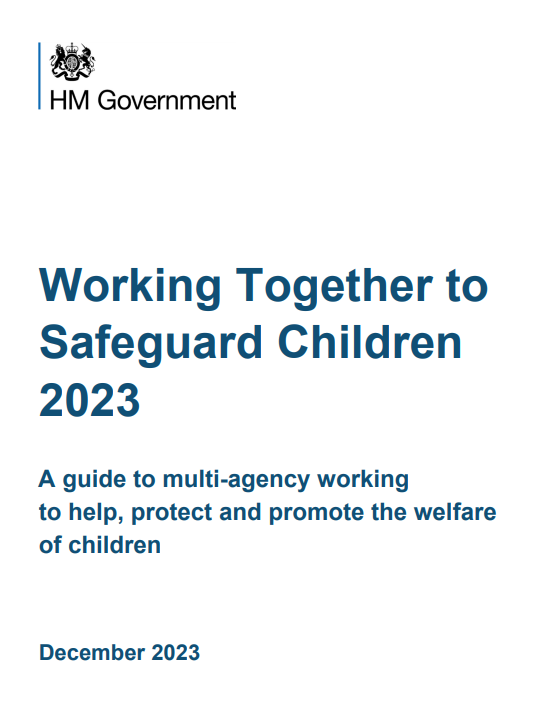 HM Government
Working Together to
Safeguard Children
2023
A guide to multi-agency working
to help, protect and promote the welfare
of children
December 2023